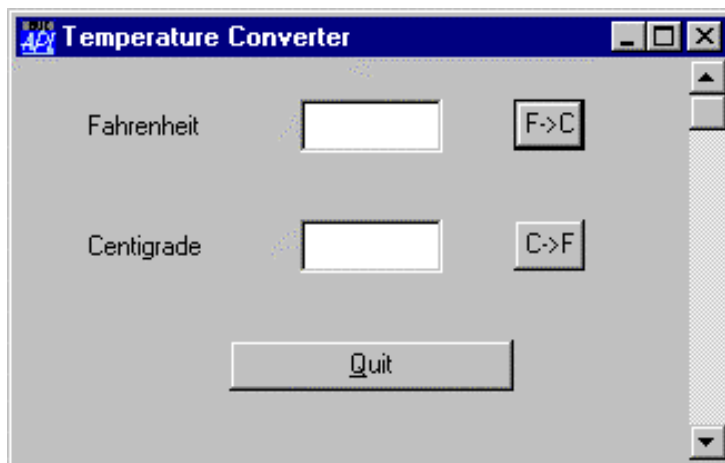 Temperature Converter
Fahrenheit F->C
Centigrade C->F
Quit